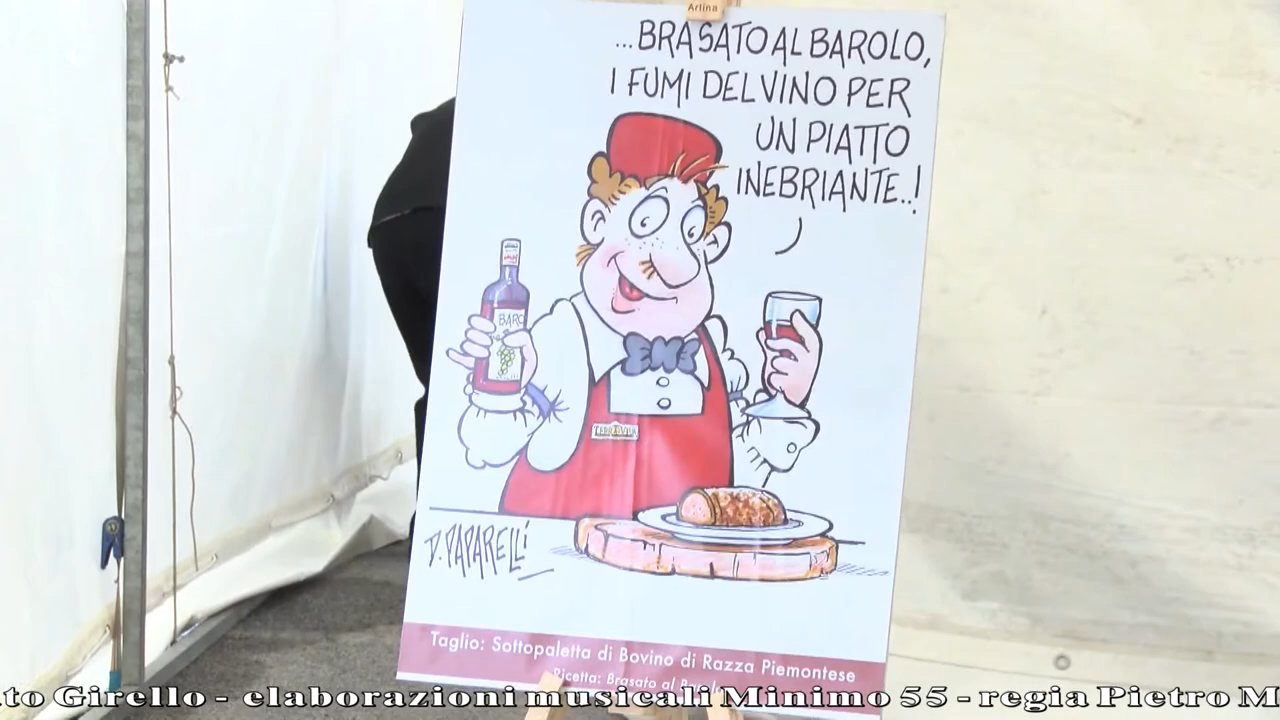 Artina
...BRASATO AL BAROLO,
I FUMI DEL VINO PER
UN PIATTO
INEBRIANTE..!
BARO
D. PAPARELLI
Taglio: Sottopaletta di Bovino di Razza Piemontese
Ricetta: Brasato al Barolo
to Girello - elaborazioni musicali Minimo 55 - regia Pietro M